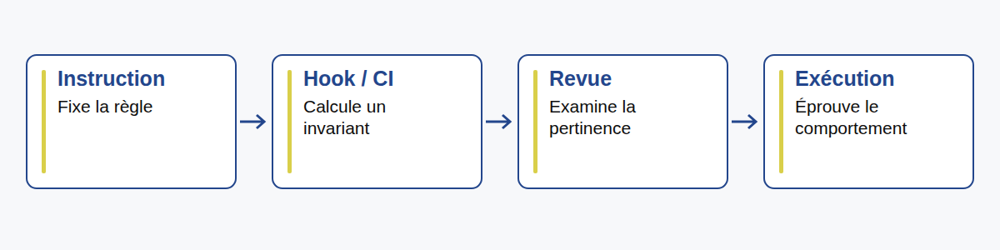 Instruction
Fixe la règle
Hook / CI
Calcule un
invariant
Revue
Examine la
pertinence
Exécution
Éprouve le
comportement